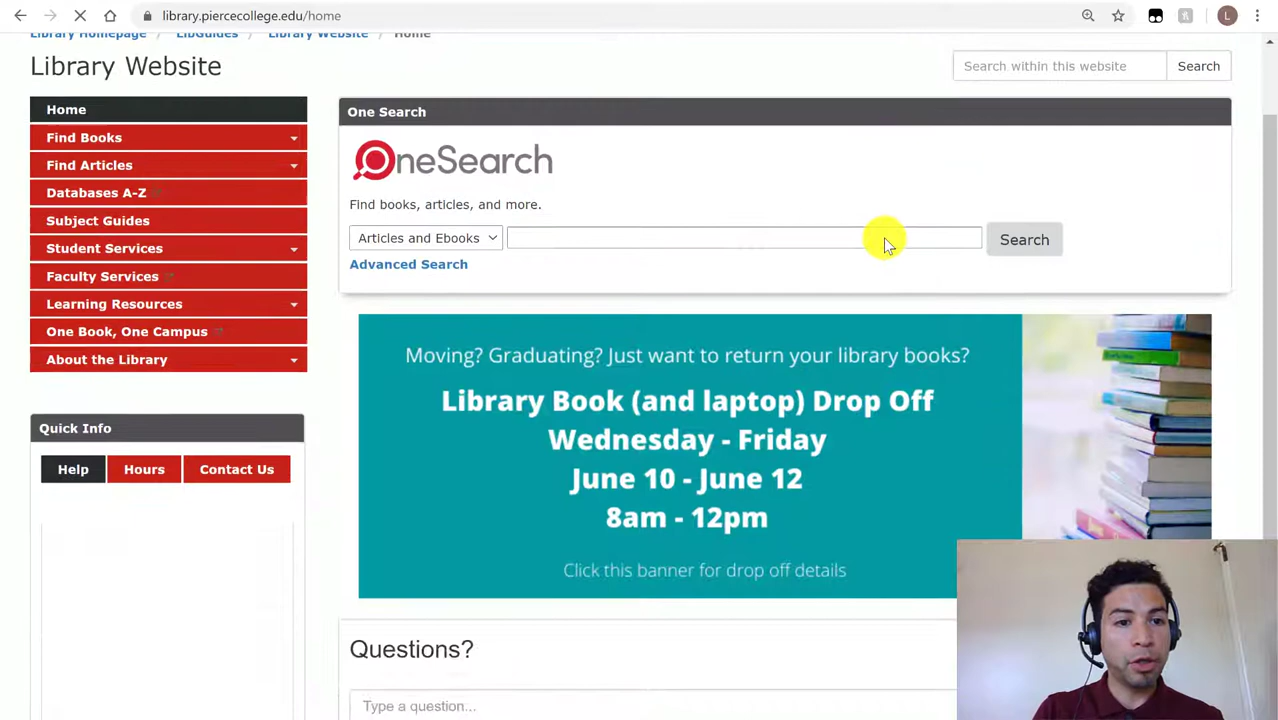 library.piercecollege.edu/home
L
Library Homepage LibGuides Library Website Home
Library Website
Search within this website Search
Home
Find Books
Find Articles
Databases A-Z
Subject Guides
Student Services
Faculty Services
Learning Resources
One Book, One Campus
About the Library
Quick Info
Help Hours Contact Us
One Search
OneSearch
Find books, articles, and more.
Articles and Ebooks Search
Advanced Search
Moving? Graduating? Just want to return your library books?
Library Book (and laptop) Drop Off
Wednesday - Friday
June 10 - June 12
8am - 12pm
Click this banner for drop off details
Questions?
Type a question...